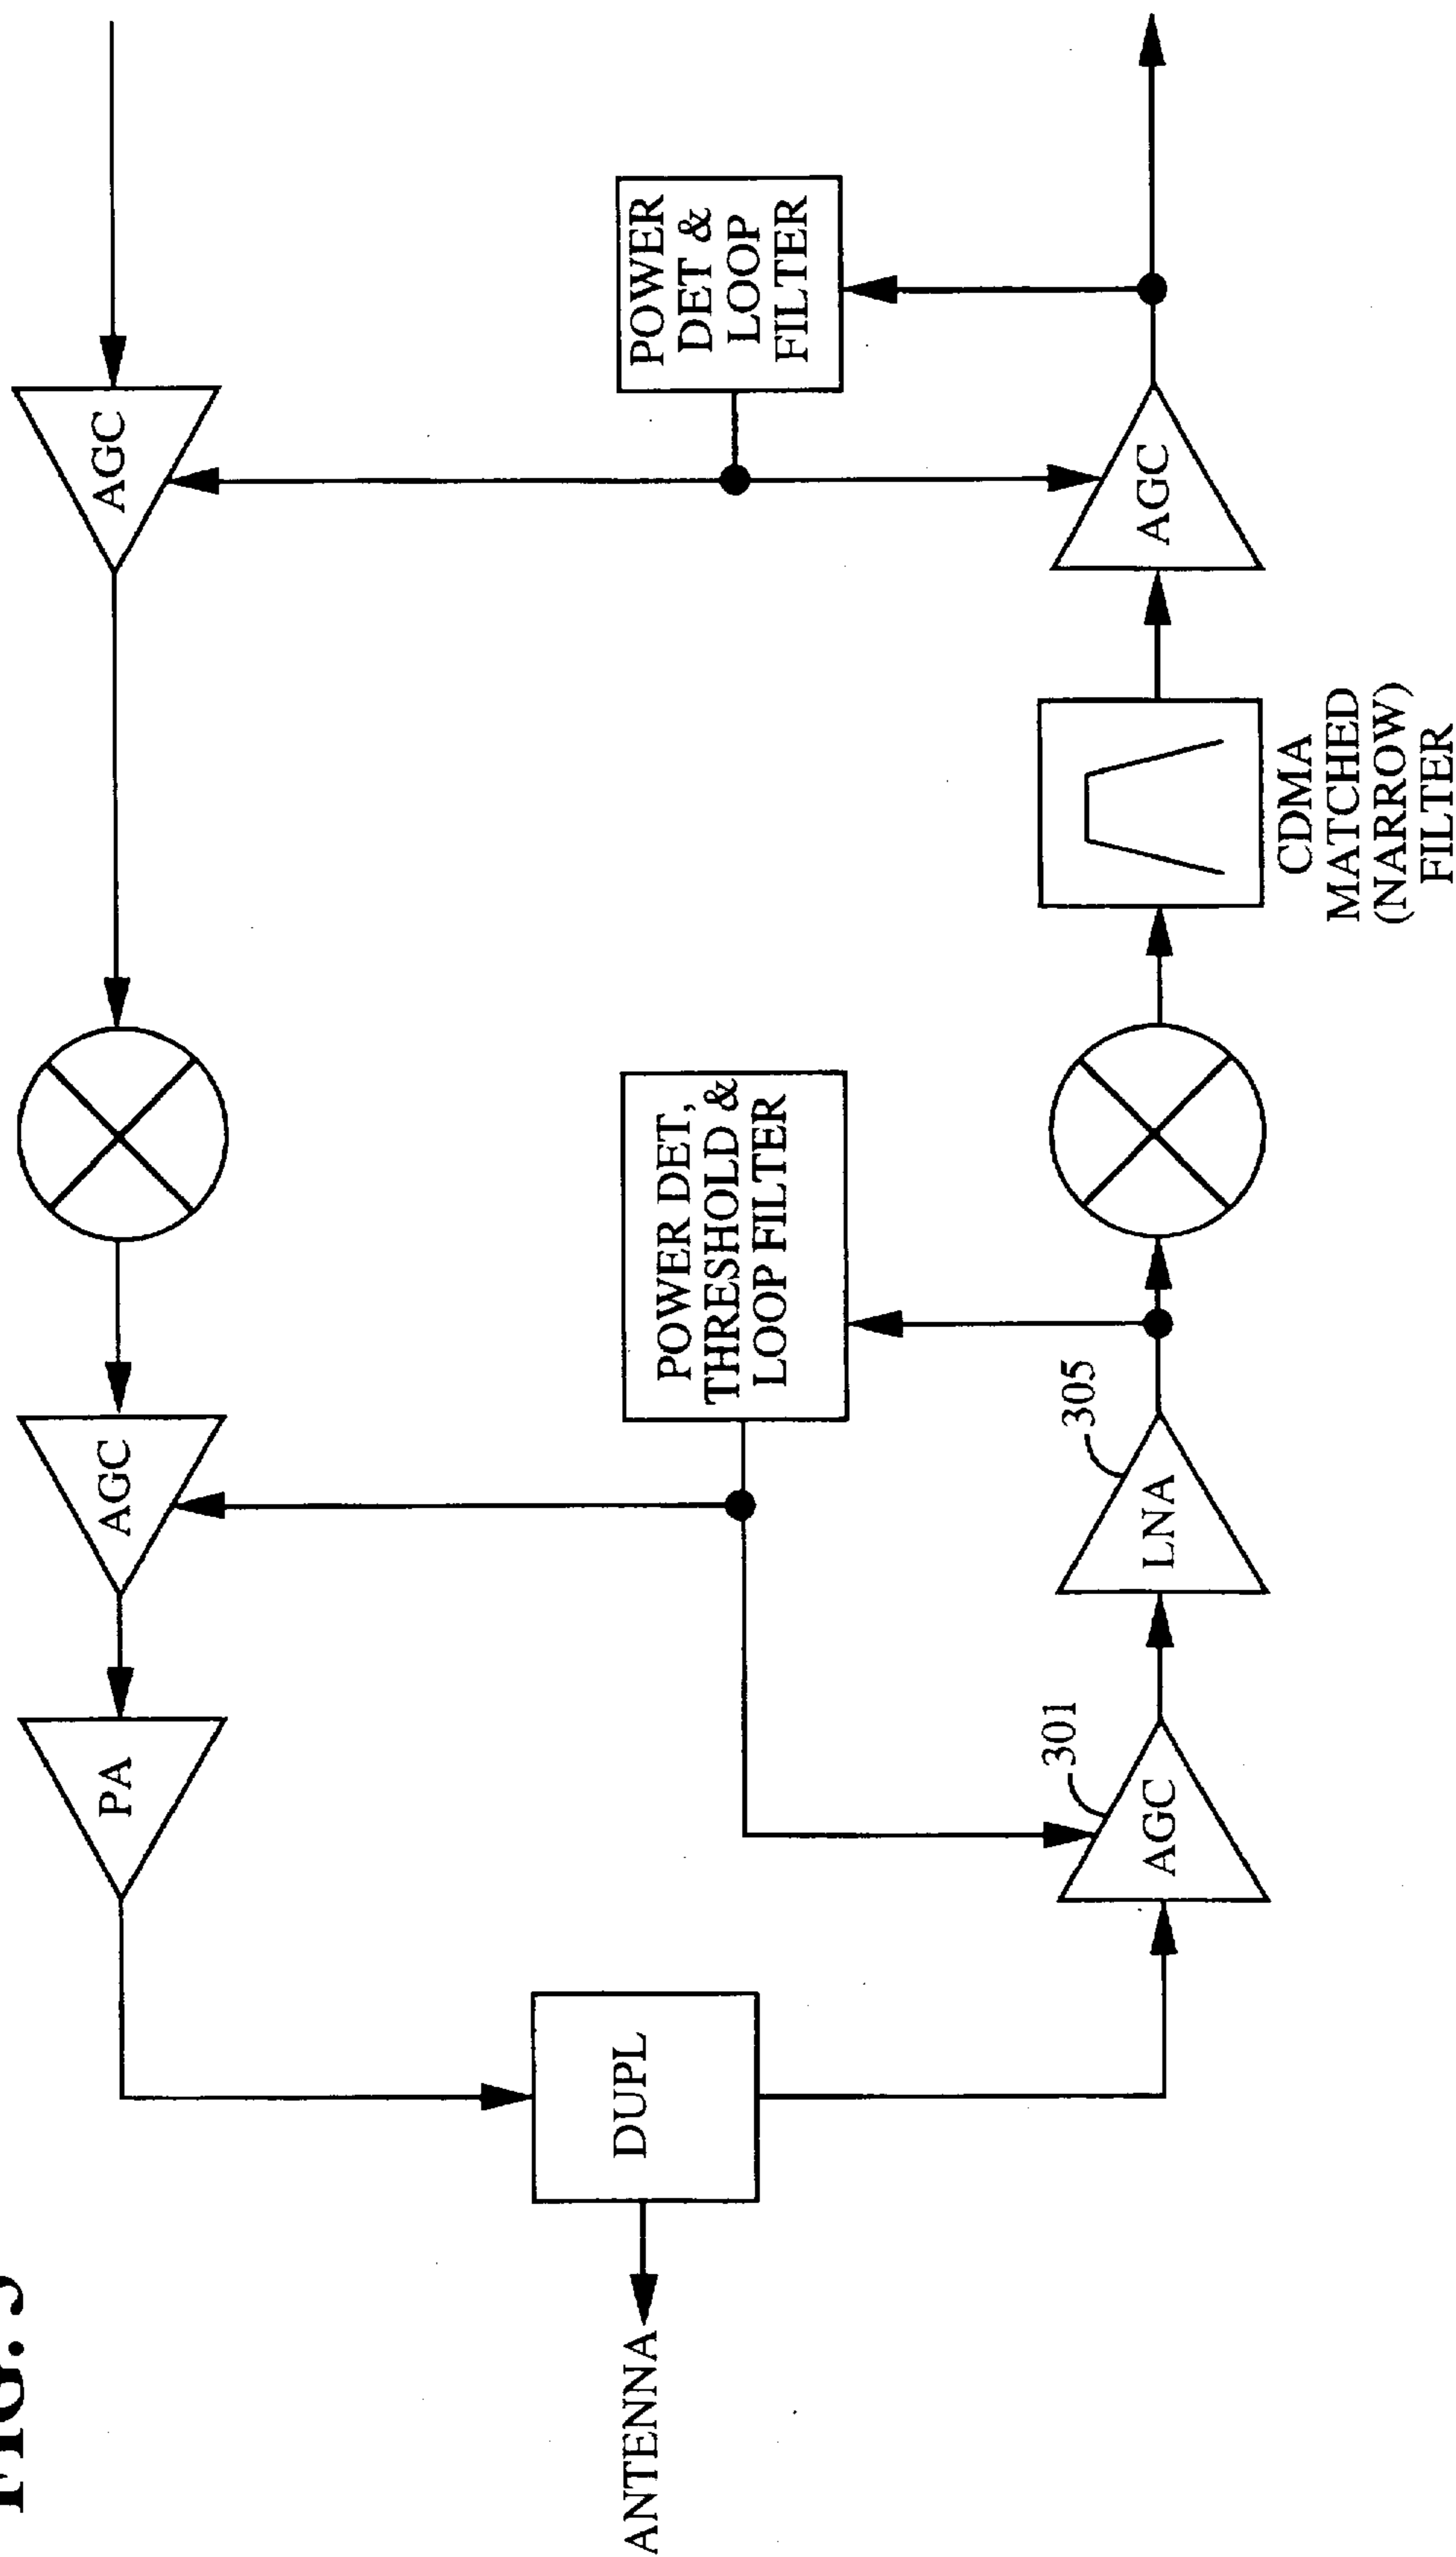 FIG.
PA
AGC
AGC
POWER DET,
THRESHOLD &
LOOP FILTER
POWER
DET &
LOOP
FILTER
ANTENNA
DUPL
301
AGC
305
LNA
AGC
CDMA
MATCHED
(NARROW)
FILTER